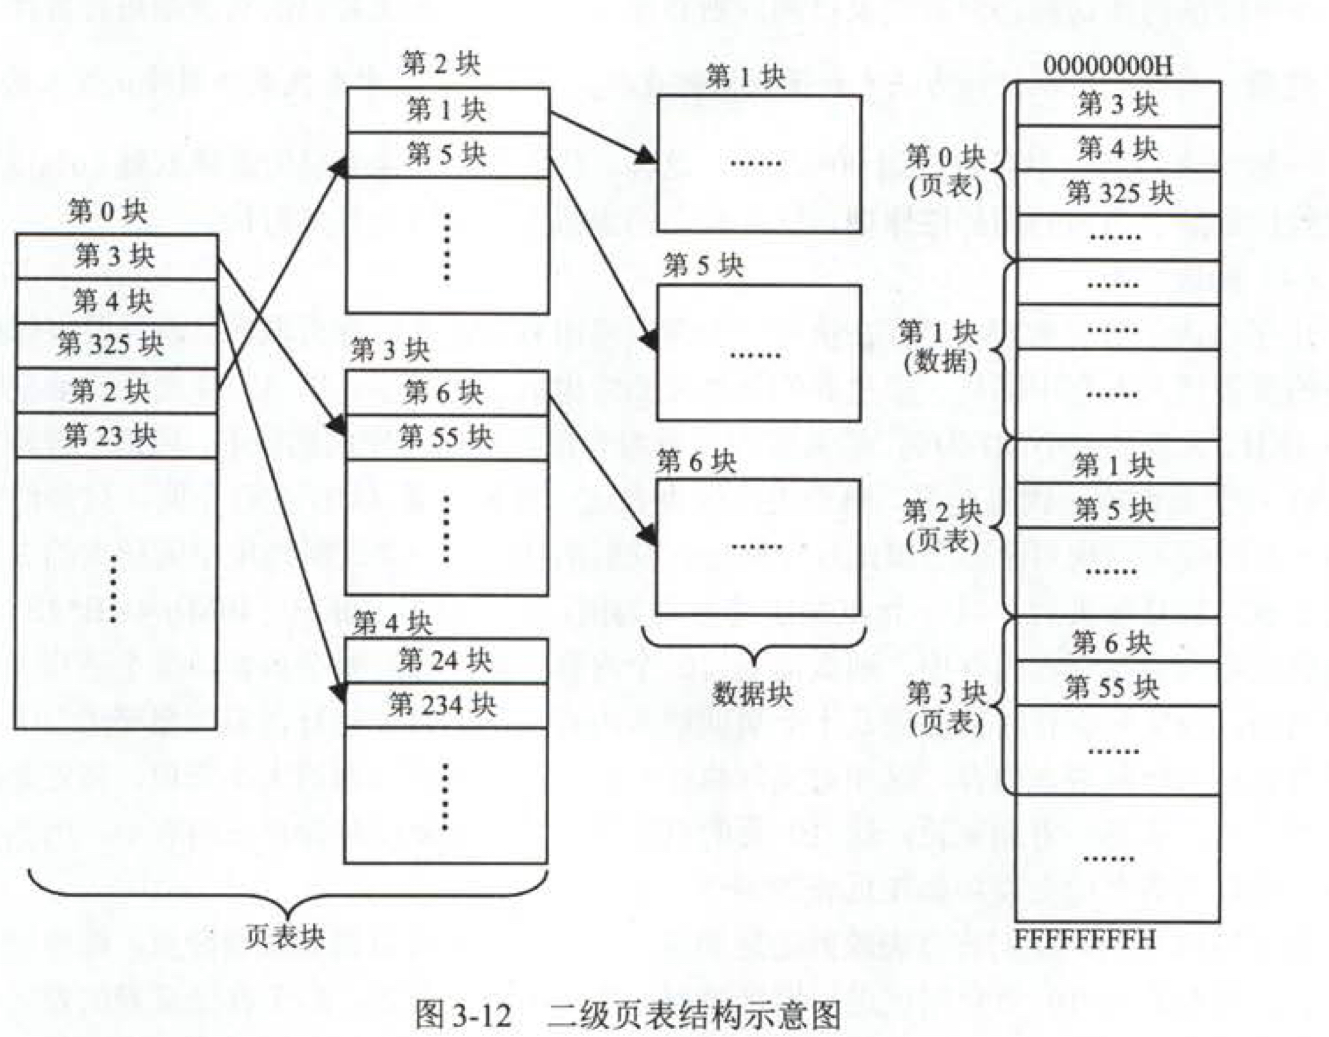 第 0 块
第 3 块
第 4 块
第 325 块
第 2 块
第 23 块
⋮
第 2 块
第 1 块
第 5 块
⋮
第 3 块
第 6 块
第 55 块
⋮
第 4 块
第 24 块
第 234 块
⋮
页表块
第 1 块
……
第 5 块
……
第 6 块
……
数据块
00000000H
第 0 块
(页表)
第 3 块
第 4 块
第 325 块
……
第 1 块
(数据)
……
……
……
第 2 块
(页表)
第 1 块
第 5 块
……
第 3 块
(页表)
第 6 块
第 55 块
……
……
FFFFFFFFH
图 3-12 二级页表结构示意图